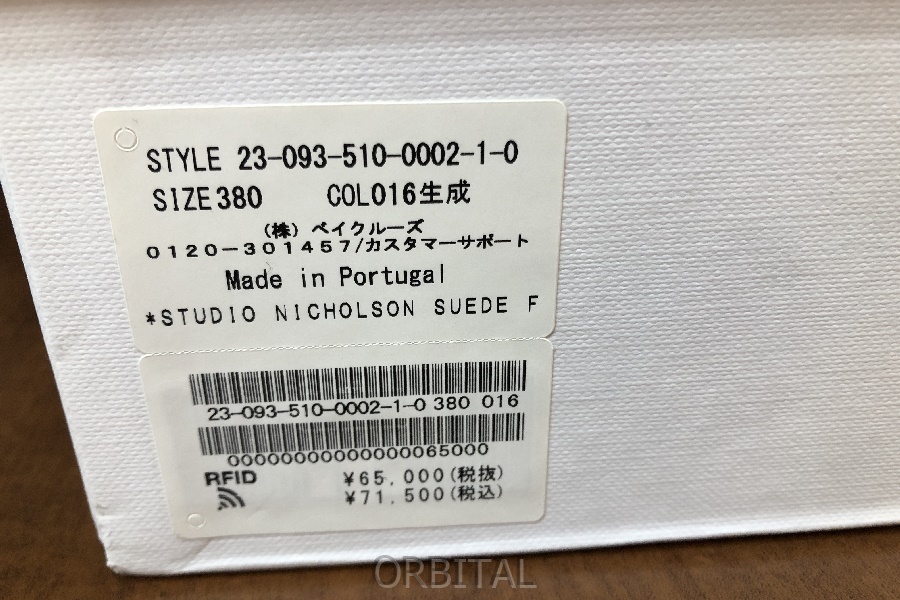 STYLE 23-093-510-0002-1-0
SIZE380 COL016生成
（株）ベイクルーズ
0120-301457/カスタマーサポート
Made in Portugal
*STUDIO NICHOLSON SUEDE F
23-093-510-0002-1-0 380 016
00000000000000065000
RFID
¥65,000(税抜)
¥71,500(税込)
ORBITAL